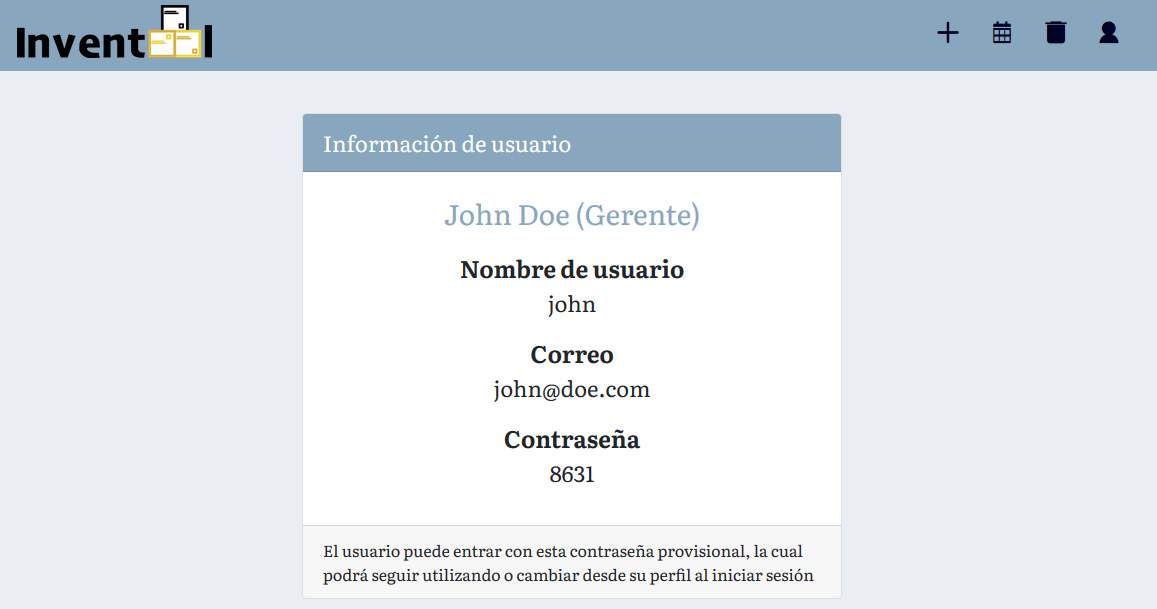 Invent l
Información de usuario
John Doe (Gerente)
Nombre de usuario
john
Correo
john@doe.com
Contraseña
8631
El usuario puede entrar con esta contraseña provisional, la cual
podrá seguir utilizando o cambiar desde su perfil al iniciar sesión